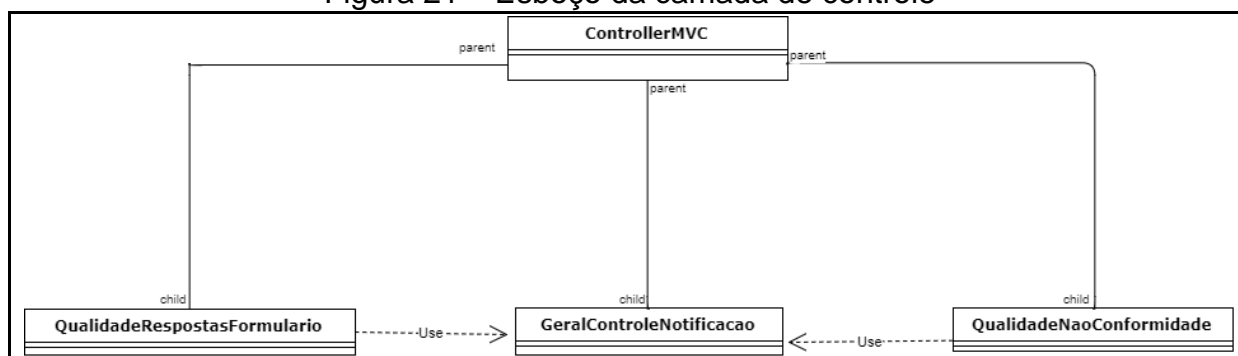 Figura 21 – Esboço da camada de controle
ControllerMVC
parent
parent
parent
child
child
child
QualidadeRespostasFormulario
Use
GeralControleNotificacao
Use
QualidadeNaoConformidade